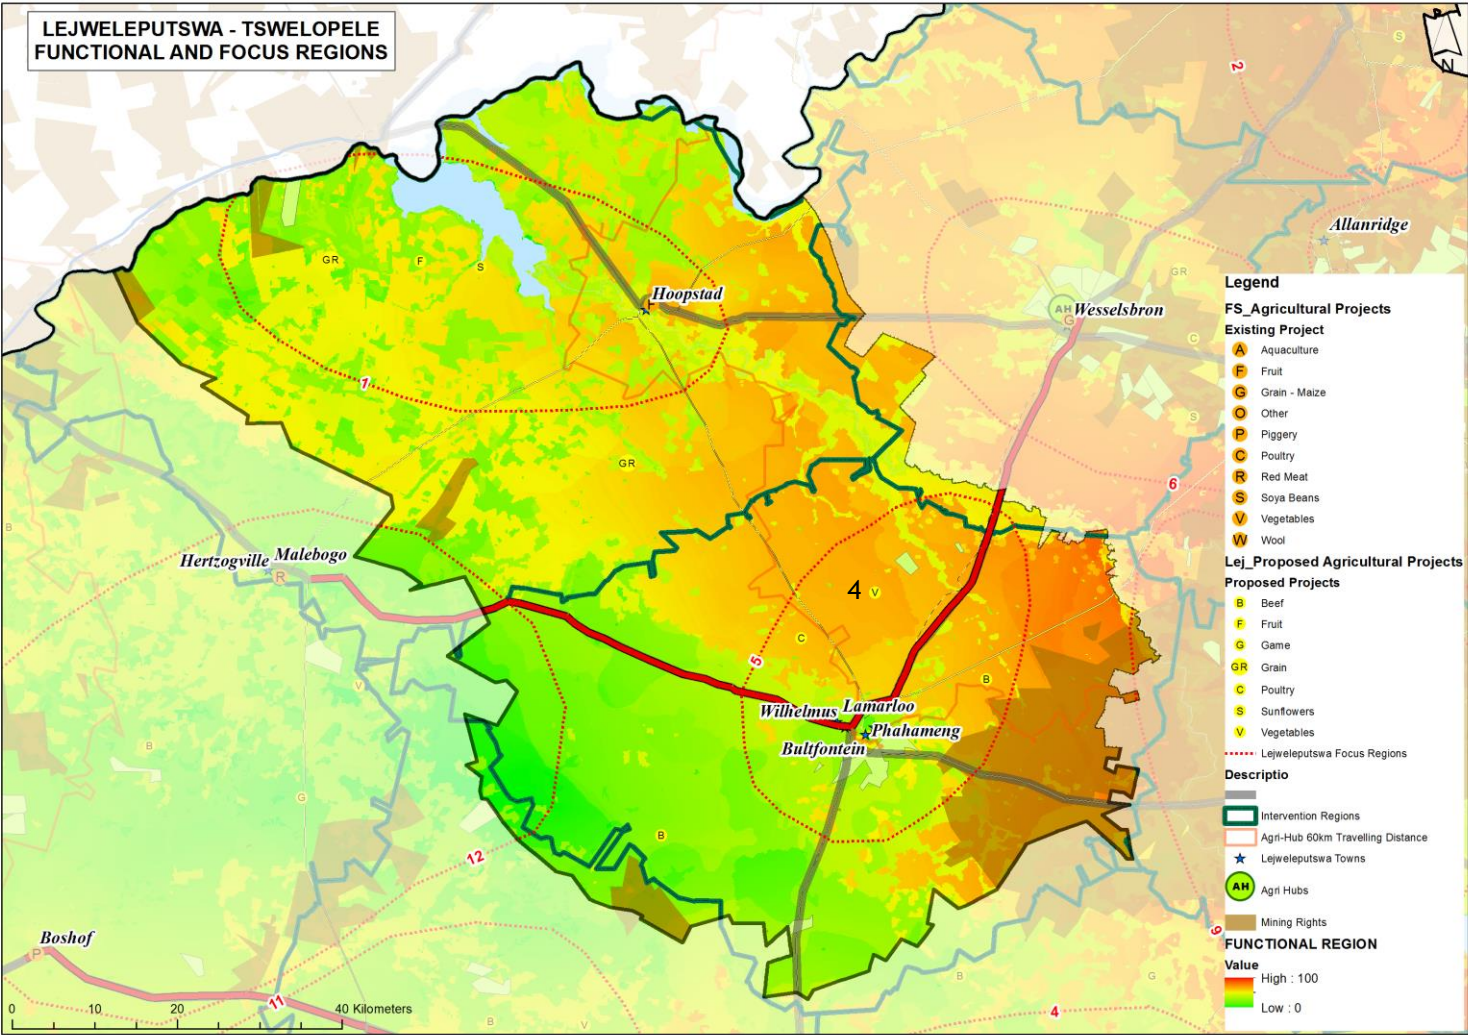 LEJWELEPUTSWA - TSWELOPELE
FUNCTIONAL AND FOCUS REGIONS
N
2
S
Allanridge
GR
AH
G
Wesselsbron
C
S
6
GR
F
S
F
Hoopstad
1
GR
B
Hertzogville
Malebogo
R
4
V
C
5
B
Wilhelmus
Lamarloo
Phahameng
Bultfontein
V
B
G
B
12
Boshof
P
11
B
V
B
G
4
9
0
10
20
40 Kilometers
Legend
FS_Agricultural Projects
Existing Project
A Aquaculture
F Fruit
G Grain - Maize
O Other
P Piggery
C Poultry
R Red Meat
S Soya Beans
V Vegetables
W Wool
Lej_Proposed Agricultural Projects
Proposed Projects
B Beef
F Fruit
G Game
GR Grain
C Poultry
S Sunflowers
V Vegetables
Lejweleputswa Focus Regions
Descriptio
Intervention Regions
Agri-Hub 60km Travelling Distance
Lejweleputswa Towns
AH Agri Hubs
Mining Rights
FUNCTIONAL REGION
Value
High : 100
Low : 0